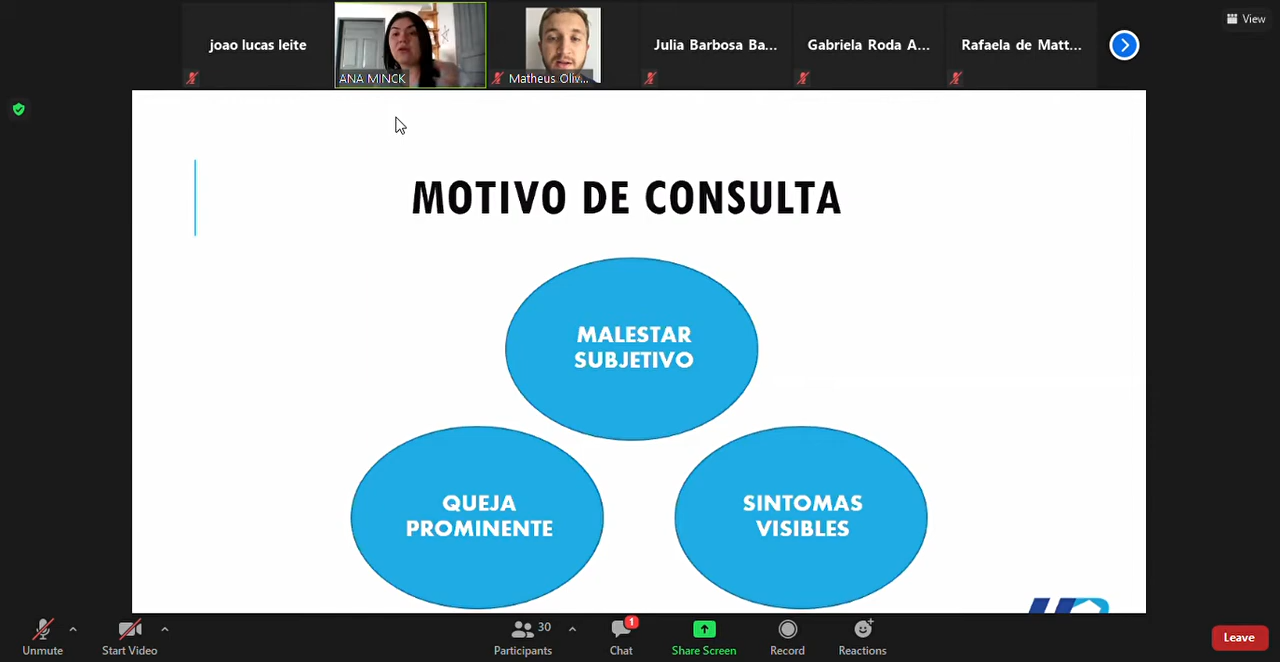 joao lucas leite
ANA MINCK
Matheus Oliv...
Julia Barbosa Ba...
Gabriela Roda A...
Rafaela de Matt...
View
MOTIVO DE CONSULTA
MALESTAR
SUBJETIVO
QUEJA
PROMINENTE
SINTOMAS
VISIBLES
Unmute
Start Video
30
Participants
1
Chat
Share Screen
Record
Reactions
Leave